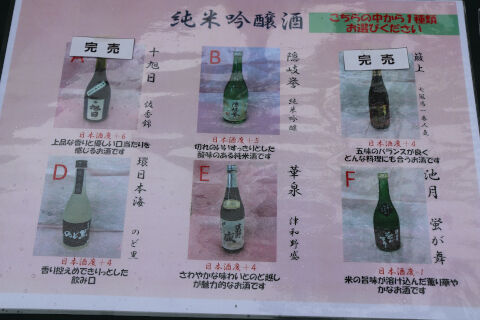 純米吟醸酒
こちらの中から1種類
お選びください
完売
A
十旭日
佐香錦
日本酒度+6
上品な香りと優しい口当たりを
感じるお酒です
B
隠岐誉
純米吟醸
日本酒度+5
切れのいいすっきりとした
酸味のある純米酒です
完売
蔵上
日本酒度+4
五味のバランスが良く
どんな料理にも合うお酒です
D
環日本海
のど黒
日本酒度+4
香り控えめできりっとした
飲み口
E
華泉
津和野盛
日本酒度+4
さわやかな味わいとのど越し
が魅力的なお酒です
F
池月
蛍が舞
日本酒度-1
米の旨味が溶け込んだ薫り華や
かなお酒です